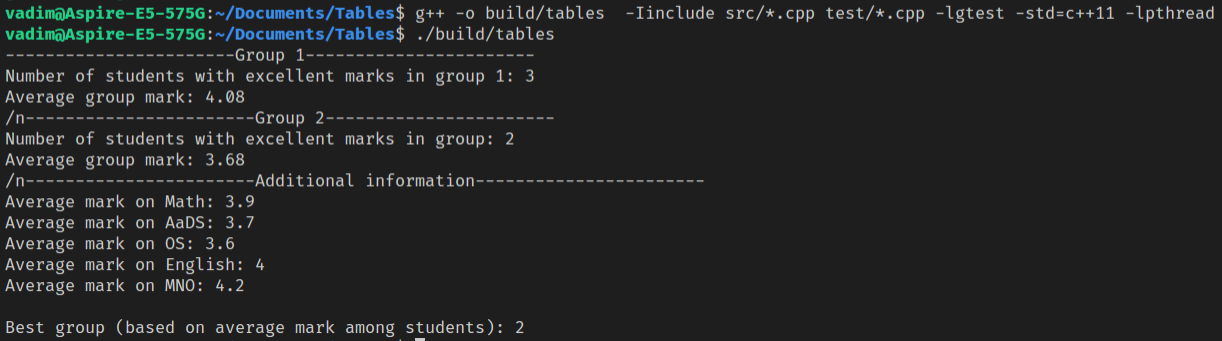 vadim@Aspire-E5-575G:~/Documents/Tables$ g++ -o build/tables  -Iinclude src/*.cpp test/*.cpp -lgtest -std=c++11 -lpthread
vadim@Aspire-E5-575G:~/Documents/Tables$ ./build/tables
-----------------------Group 1-----------------------
Number of students with excellent marks in group 1: 3
Average group mark: 4.08
/n-----------------------Group 2-----------------------
Number of students with excellent marks in group: 2
Average group mark: 3.68
/n-----------------------Additional information-----------------------
Average mark on Math: 3.9
Average mark on AaDS: 3.7
Average mark on OS: 3.6
Average mark on English: 4
Average mark on MNO: 4.2
Best group (based on average mark among students): 2